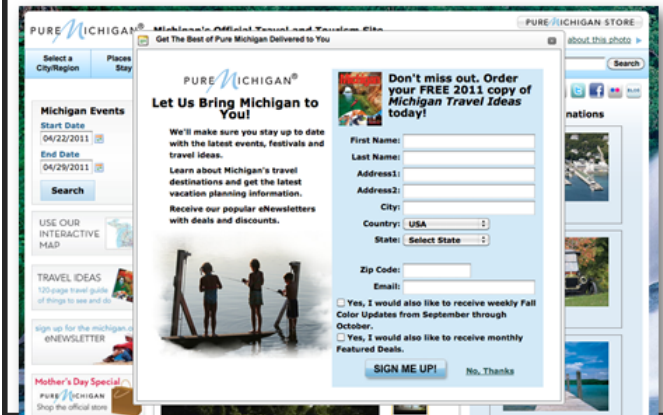 PURE MICHIGAN®
Michigan's Official Travel and Tourism Site
PURE MICHIGAN STORE
Get The Best of Pure Michigan Delivered to You
about this photo
Select a
City/Region
Places
Stay
Search
Michigan Events
Start Date
04/22/2011
End Date
04/29/2011
Search
USE OUR
INTERACTIVE
MAP
TRAVEL IDEAS
120-page travel guide
of things to see and do
sign up for the michigan.o
eNEWSLETTER
Mother's Day Special
PURE MICHIGAN
Shop the official store
PURE MICHIGAN®
Let Us Bring Michigan to
You!
We'll make sure you stay up to date
with the latest events, festivals and
travel ideas.
Learn about Michigan's travel
destinations and get the latest
vacation planning information.
Receive our popular eNewsletters
with deals and discounts.
Michigan
Don't miss out. Order
your FREE 2011 copy of
Michigan Travel Ideas
today!
First Name:
Last Name:
Address1:
Address2:
City:
Country: USA
State: Select State
Zip Code:
Email:
Yes, I would also like to receive weekly Fall
Color Updates from September through
October.
Yes, I would also like to receive monthly
Featured Deals.
SIGN ME UP!
No, Thanks
BLOG
nations